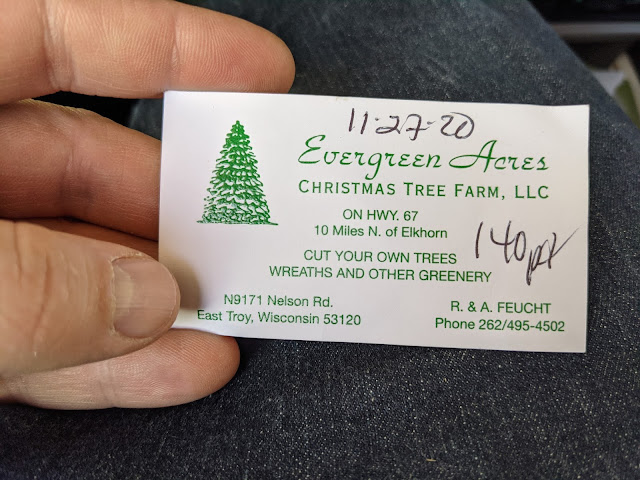 11-27-20
Evergreen Acres
CHRISTMAS TREE FARM, LLC
ON HWY. 67
10 Miles N. of Elkhorn
140 pd
CUT YOUR OWN TREES
WREATHS AND OTHER GREENERY
N9171 Nelson Rd.
East Troy, Wisconsin 53120
R. & A. FEUCHT
Phone 262/495-4502